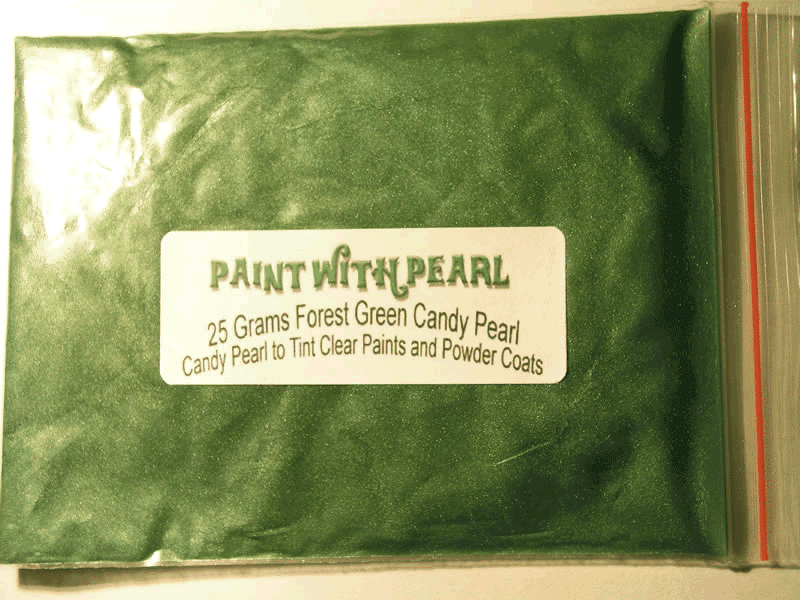 PAINT WITH PEARL
25 Grams Forest Green Candy Pearl
Candy Pearl to Tint Clear Paints and Powder Coats